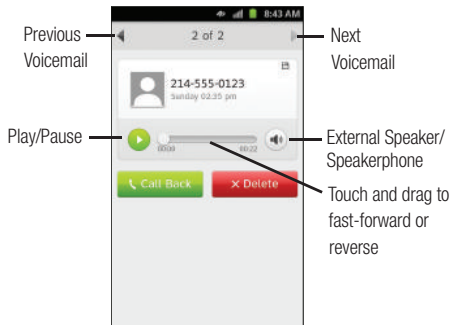 8:43 AM
Previous
Voicemail
2 of 2
Next
Voicemail
214-555-0123
Sunday 02:35 pm
Play/Pause
00:00
00:22
External Speaker/
Speakerphone
Call Back
Delete
Touch and drag to
fast-forward or
reverse